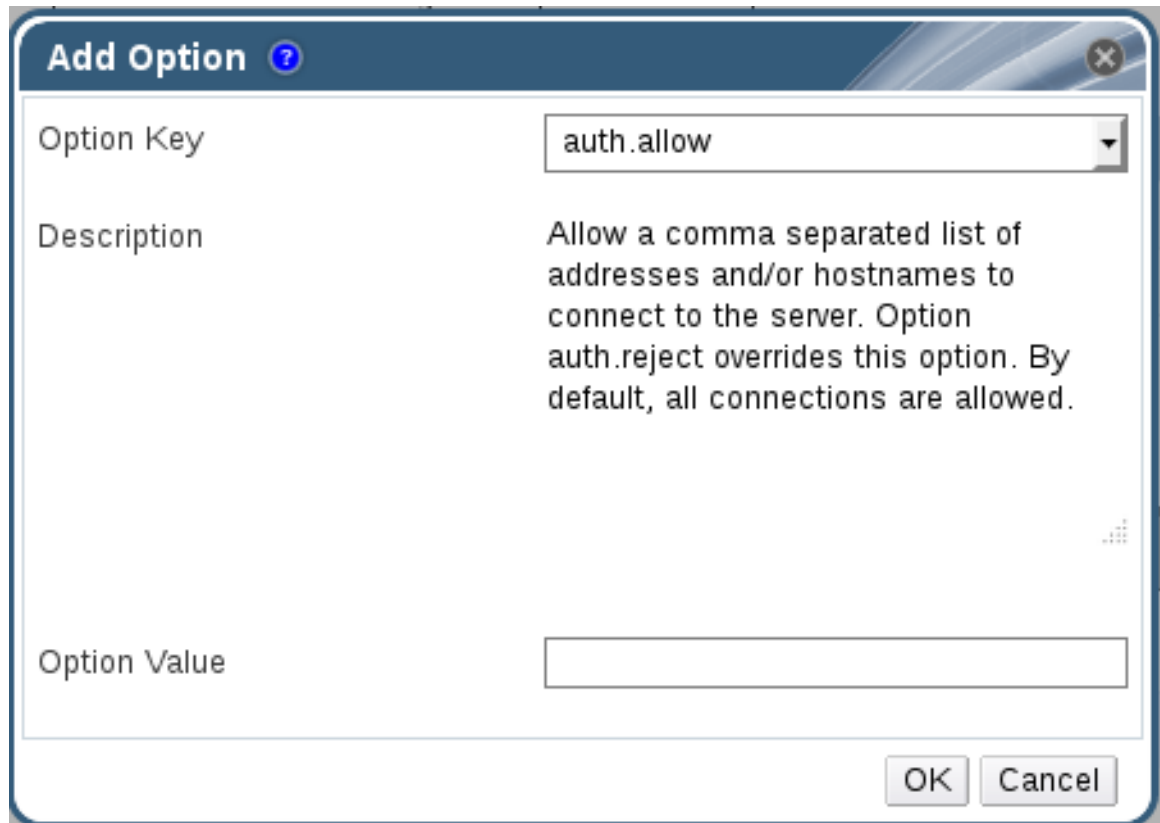 Add Option ?
Option Key
auth.allow
Description
Allow a comma separated list of
addresses and/or hostnames to
connect to the server. Option
auth.reject overrides this option. By
default, all connections are allowed.
Option Value
OK Cancel